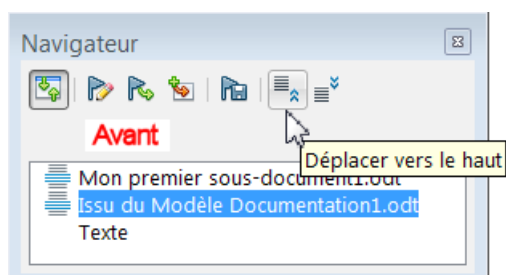 Navigateur
Avant
Déplacer vers le haut
Mon premier sous-document1.odt
Issu du Modèle Documentation1.odt
Texte